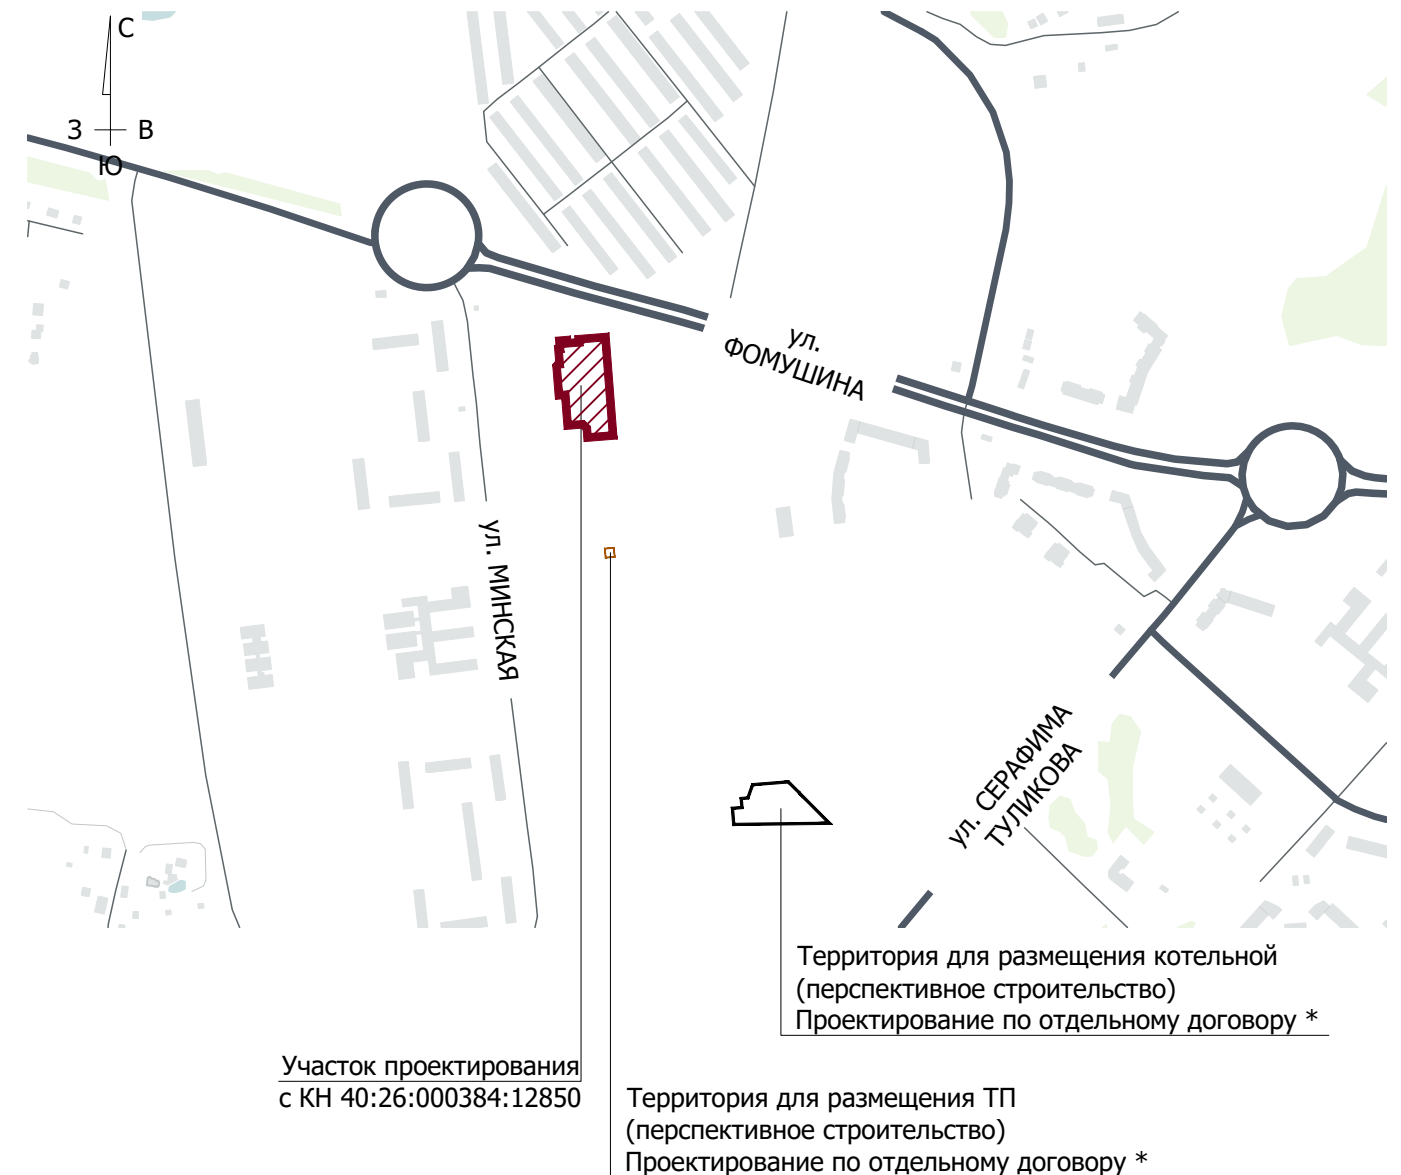 С
З
В
Ю
ул.
ФОМУШИНА
ул. МИНСКАЯ
ул. СЕРАФИМА
ТУЛИКОВА
Территория для размещения котельной
(перспективное строительство)
Проектирование по отдельному договору *
Участок проектирования
с КН 40:26:000384:12850
Территория для размещения ТП
(перспективное строительство)
Проектирование по отдельному договору *